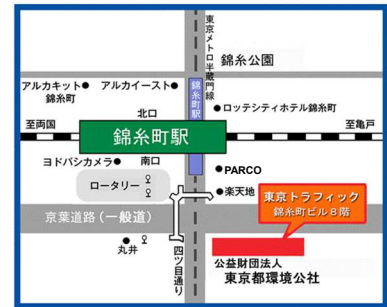 東京メトロ半蔵門線
錦糸公園
アルカキット
錦糸町
アルカイースト
錦糸町駅
ロッテシティホテル錦糸町
北口
至両国
錦糸町駅
至亀戸
ヨドバシカメラ
南口
PARCO
ロータリー
楽天地
東京トラフィック
錦糸町ビル8階
京葉道路(一般道)
丸井
四ツ目通り
公益財団法人
東京都環境公社